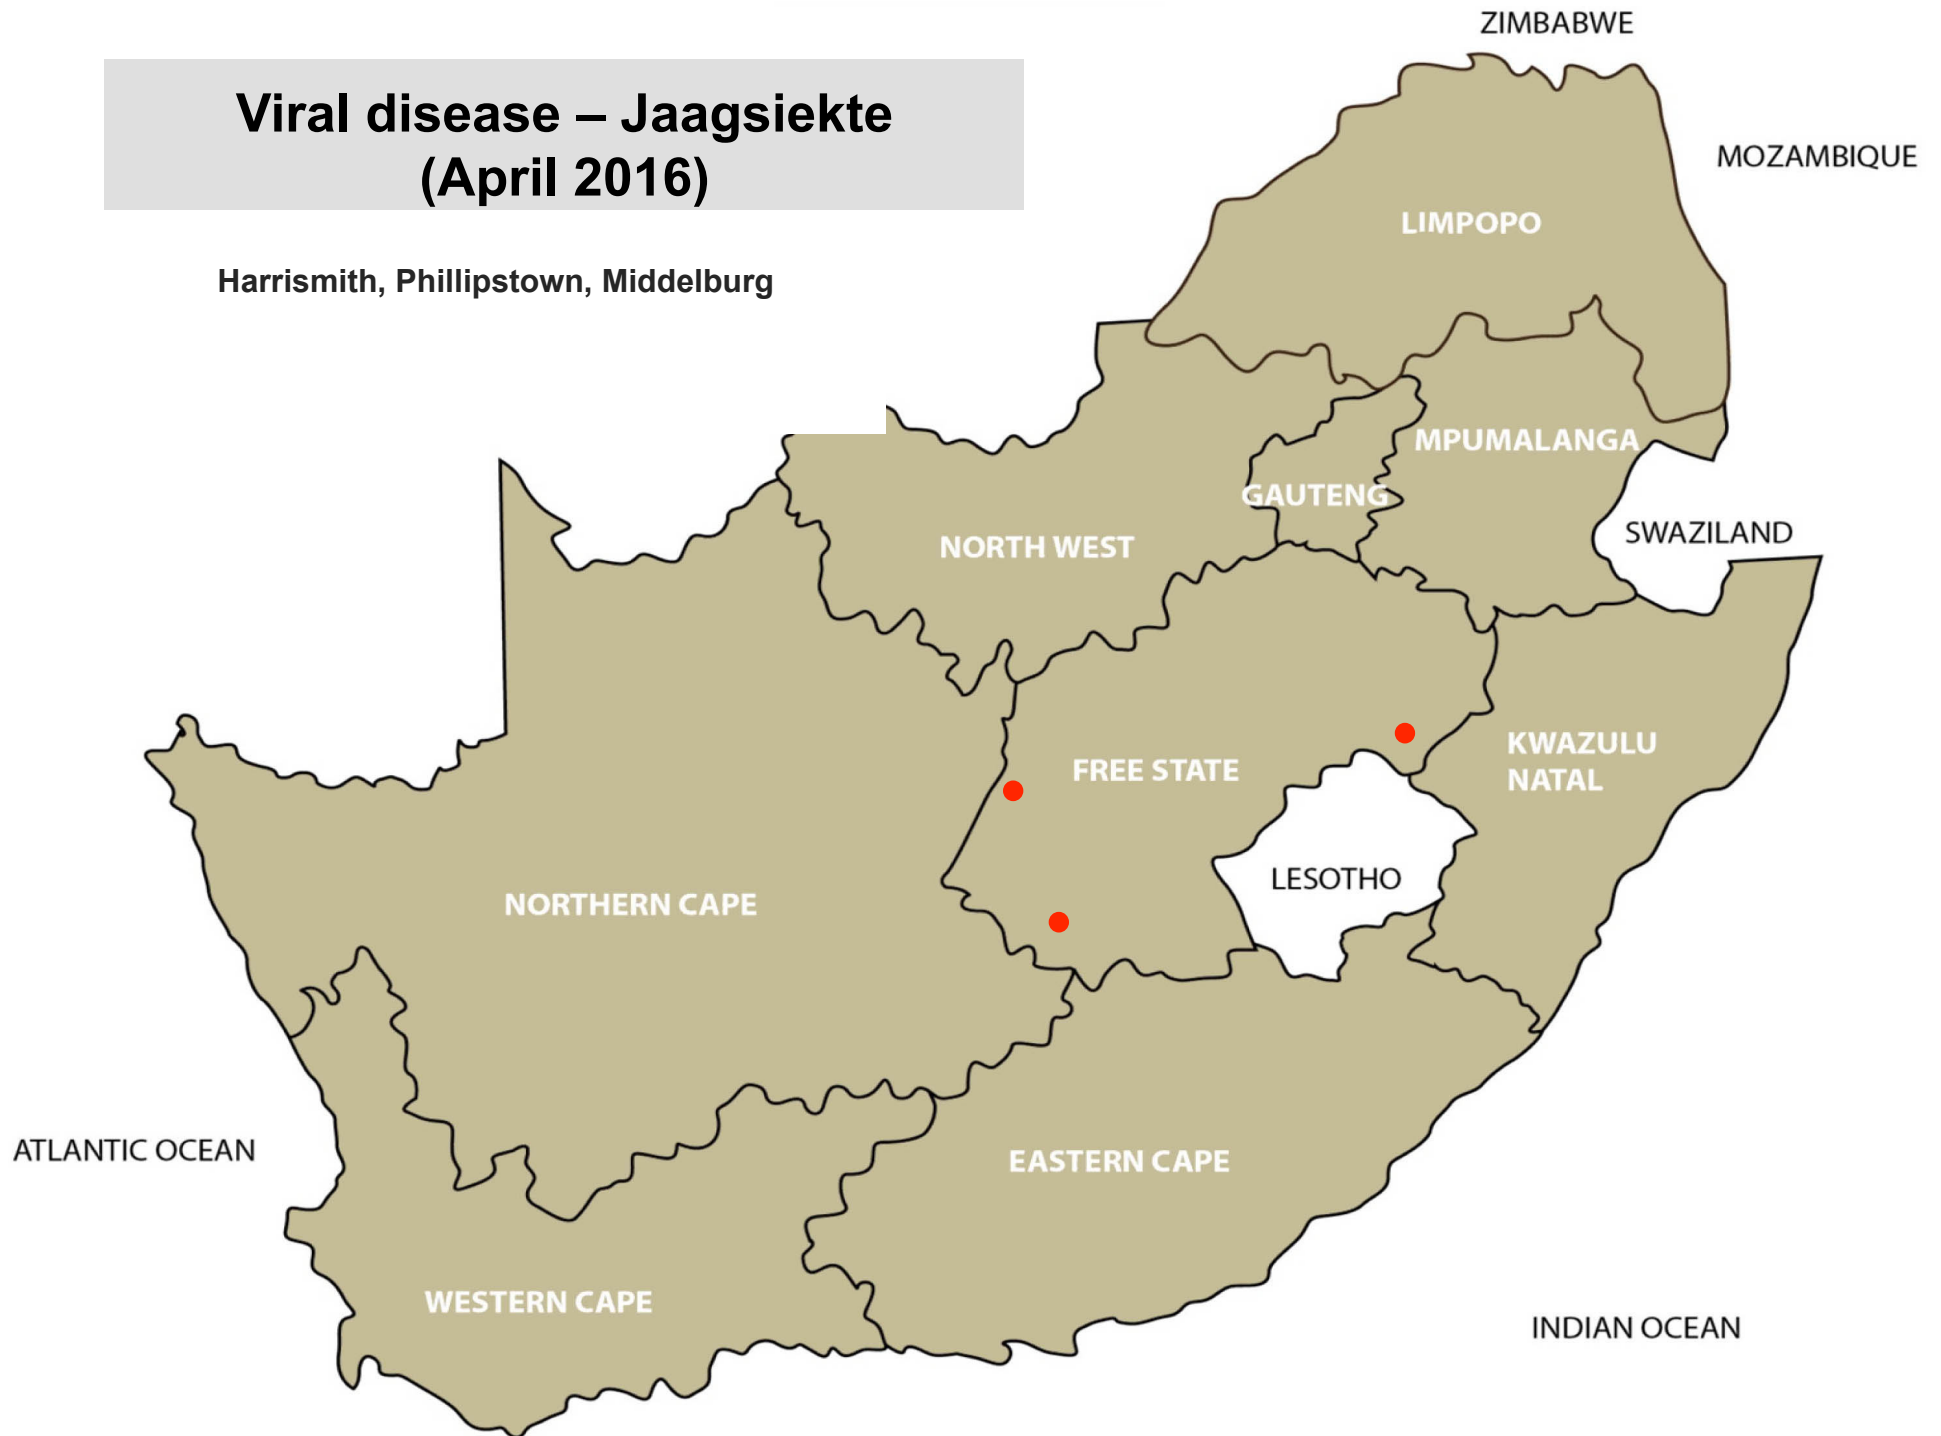 Viral disease – Jaagsiekte
(April 2016)
Harrismith, Phillipstown, Middelburg
ZIMBABWE
MOZAMBIQUE
LIMPOPO
MPUMALANGA
GAUTENG
SWAZILAND
NORTH WEST
KWAZULU
NATAL
FREE STATE
LESOTHO
NORTHERN CAPE
ATLANTIC OCEAN
EASTERN CAPE
WESTERN CAPE
INDIAN OCEAN